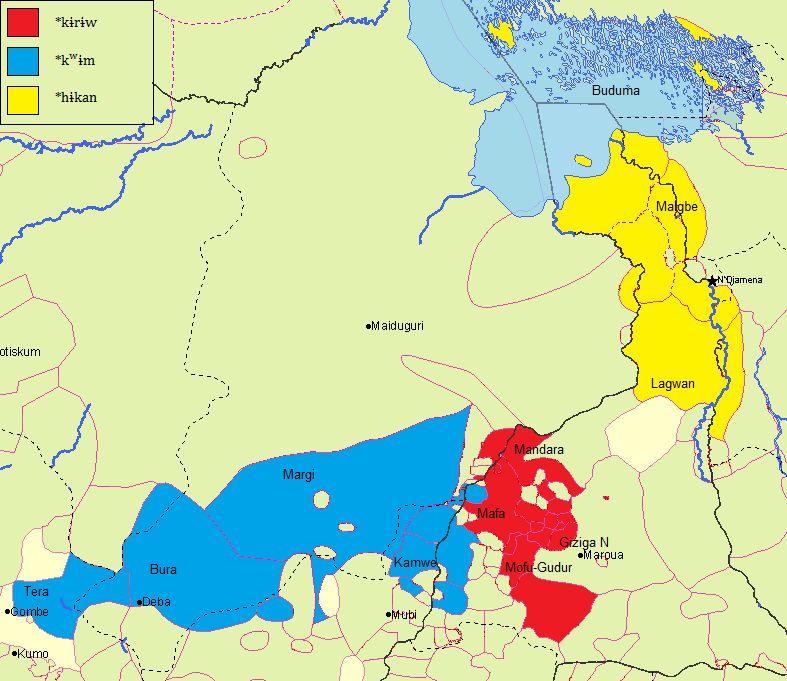 *kɨrɨw
*kʷɨm
*hɨkan
Buduma
Malgbe
N'Djamena
Maiduguri
otiskum
Lagwan
Mandara
Margi
Mafa
Giziga N
Maroua
Kamwe
Mofu-Gudur
Bura
Tera
Deba
Gombe
Mubi
Kumo